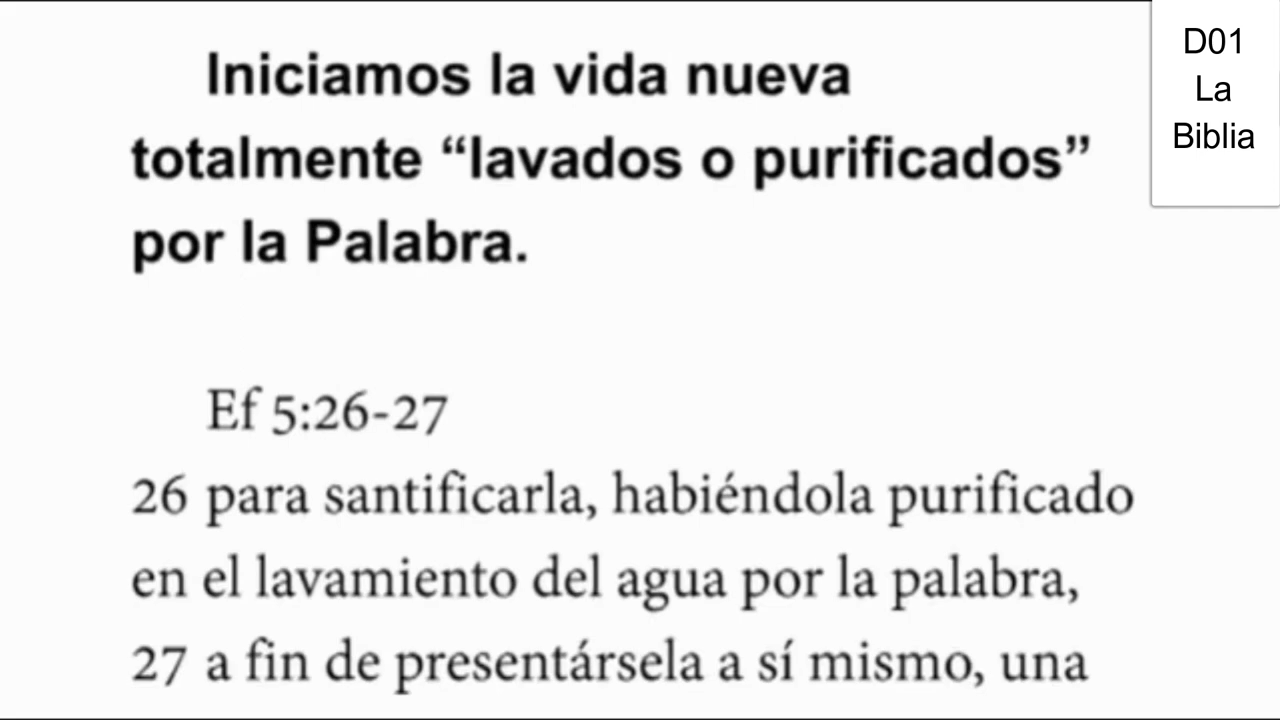 Iniciamos la vida nueva
totalmente “lavados o purificados”
por la Palabra.
Ef 5:26-27
26 para santificarla, habiéndola purificado
en el lavamiento del agua por la palabra,
27 a fin de presentársela a sí mismo, una
D01
La
Biblia